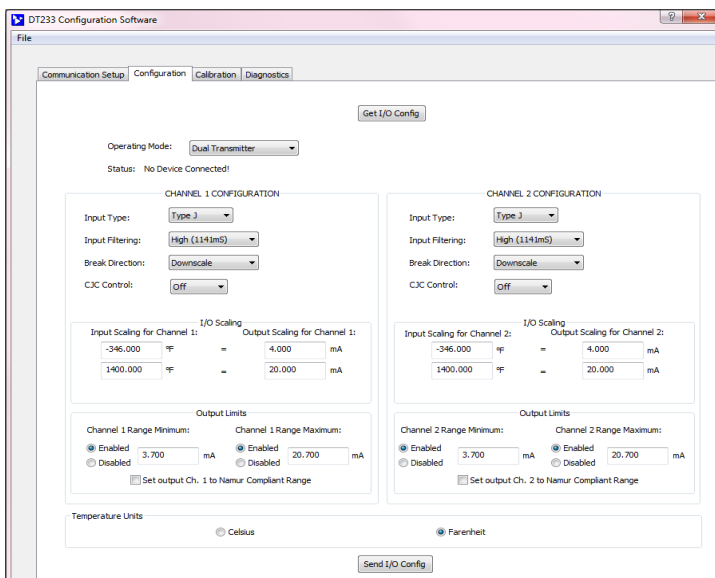 DT233 Configuration Software
File
Communication Setup Configuration Calibration Diagnostics
Get I/O Config
Operating Mode: Dual Transmitter
Status: No Device Connected!
CHANNEL 1 CONFIGURATION
Input Type: Type J
Input Filtering: High (1141mS)
Break Direction: Downscale
CJC Control: Off
I/O Scaling
Input Scaling for Channel 1: Output Scaling for Channel 1:
-346.000 °F = 4.000 mA
1400.000 °F = 20.000 mA
Output Limits
Channel 1 Range Minimum: Channel 1 Range Maximum:
Enabled 3.700 mA Enabled 20.700 mA
Disabled Disabled
Set output Ch. 1 to Namur Compliant Range
CHANNEL 2 CONFIGURATION
Input Type: Type J
Input Filtering: High (1141mS)
Break Direction: Downscale
CJC Control: Off
I/O Scaling
Input Scaling for Channel 2: Output Scaling for Channel 2:
-346.000 °F = 4.000 mA
1400.000 °F = 20.000 mA
Output Limits
Channel 2 Range Minimum: Channel 2 Range Maximum:
Enabled 3.700 mA Enabled 20.700 mA
Disabled Disabled
Set output Ch. 2 to Namur Compliant Range
Temperature Units
Celsius Farenheit
Send I/O Config